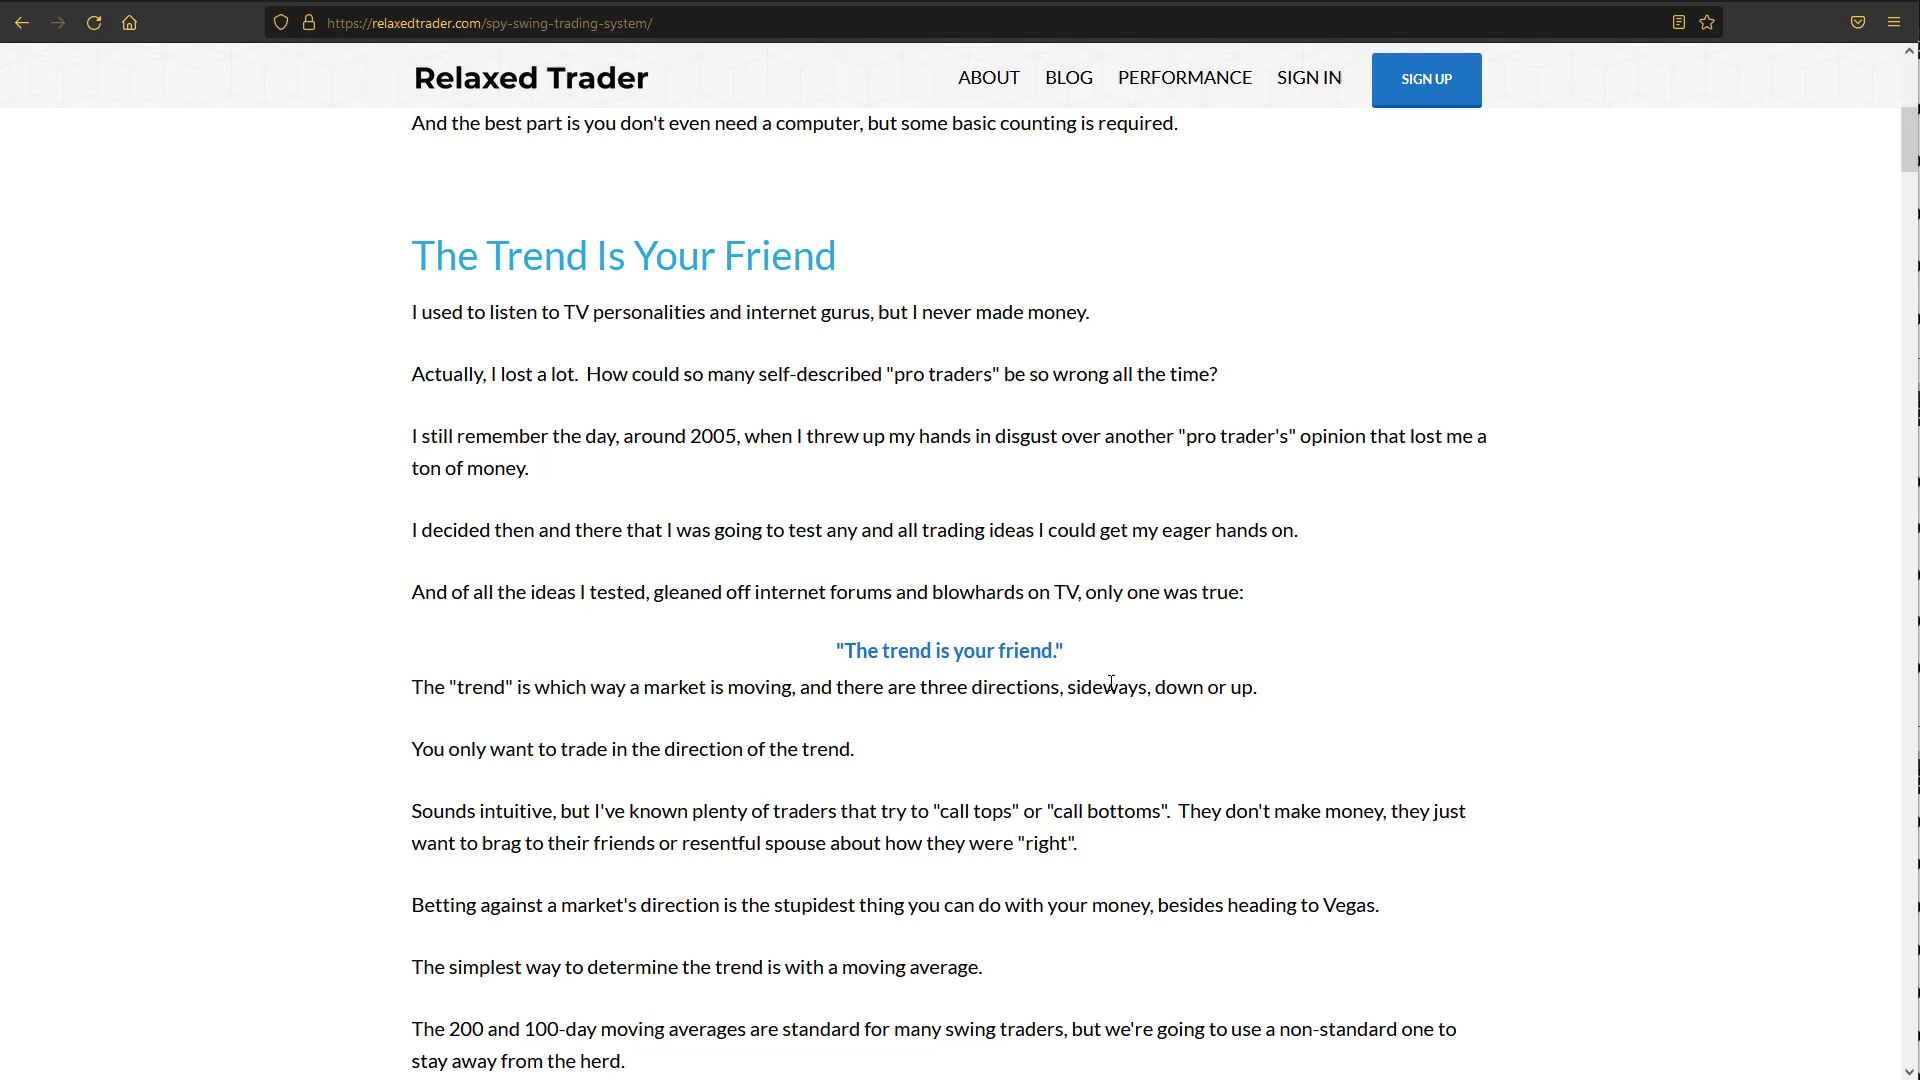 https://relaxedtrader.com/spy-swing-trading-system/
Relaxed Trader
ABOUT BLOG PERFORMANCE SIGN IN SIGN UP
And the best part is you don't even need a computer, but some basic counting is required.
The Trend Is Your Friend
I used to listen to TV personalities and internet gurus, but I never made money.
Actually, I lost a lot.  How could so many self-described "pro traders" be so wrong all the time?
I still remember the day, around 2005, when I threw up my hands in disgust over another "pro trader's" opinion that lost me a
ton of money.
I decided then and there that I was going to test any and all trading ideas I could get my eager hands on.
And of all the ideas I tested, gleaned off internet forums and blowhards on TV, only one was true:
"The trend is your friend."
The "trend" is which way a market is moving, and there are three directions, sideways, down or up.
You only want to trade in the direction of the trend.
Sounds intuitive, but I've known plenty of traders that try to "call tops" or "call bottoms".  They don't make money, they just
want to brag to their friends or resentful spouse about how they were "right".
Betting against a market's direction is the stupidest thing you can do with your money, besides heading to Vegas.
The simplest way to determine the trend is with a moving average.
The 200 and 100-day moving averages are standard for many swing traders, but we're going to use a non-standard one to
stay away from the herd.